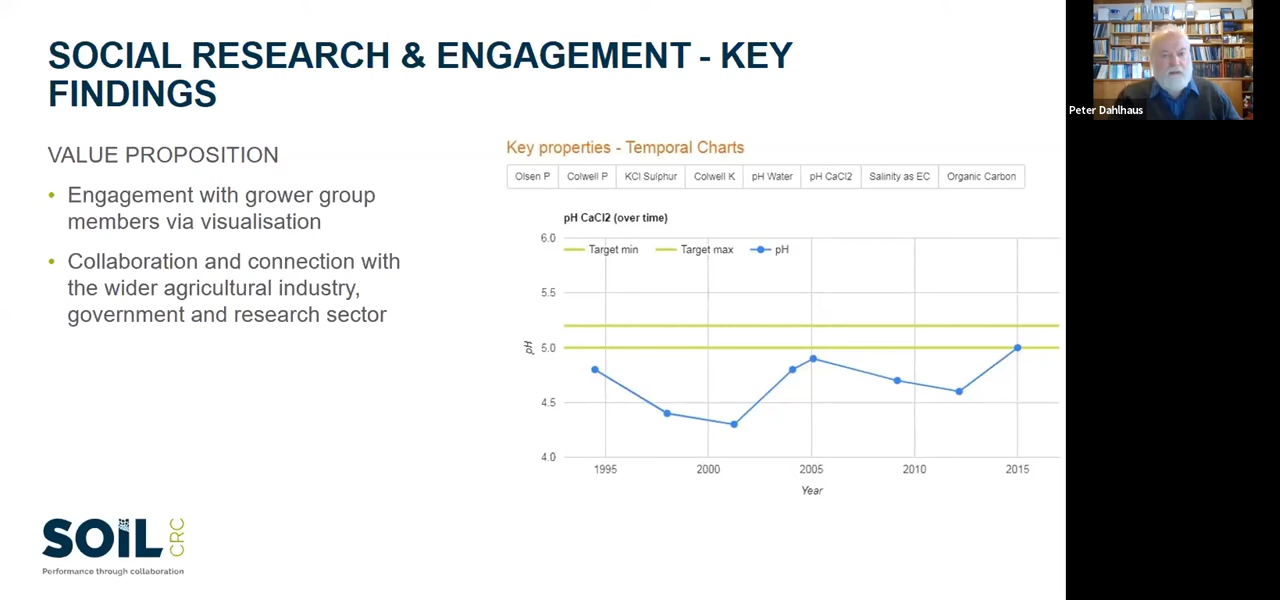 SOCIAL RESEARCH & ENGAGEMENT - KEY
FINDINGS
Peter Dahlhaus
VALUE PROPOSITION
• Engagement with grower group
members via visualisation
• Collaboration and connection with
the wider agricultural industry,
government and research sector
Key properties - Temporal Charts
Olsen P Colwell P KCl Sulphur Colwell K pH Water pH CaCl2 Salinity as EC Organic Carbon
pH CaCl2 (over time)
Target min Target max pH
6.0
5.5
5.0
4.5
4.0
pH
1995 2000 2005 2010 2015
Year
SOIL CRC
Performance through collaboration